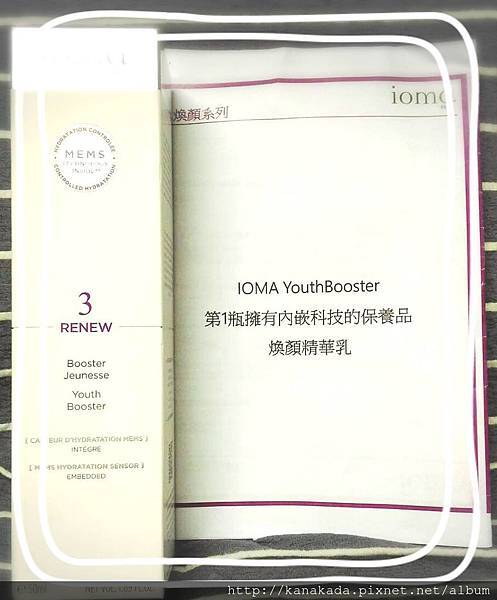 HYDRATATION CONTRÔLÉE
MEMS
CONTROLLED HYDRATATION
3
RENEW
Booster
Jeunesse
Youth
Booster
[ CAPTEUR D'HYDRATATION MEMS ]
INTÉGRÉ
[ MEMS HYDRATATION SENSOR ]
EMBEDDED
50ml
ioma
煥顏系列
IOMA YouthBooster
第1瓶擁有內嵌科技的保養品
煥顏精華乳
http://kanakada.pixnet.net/album